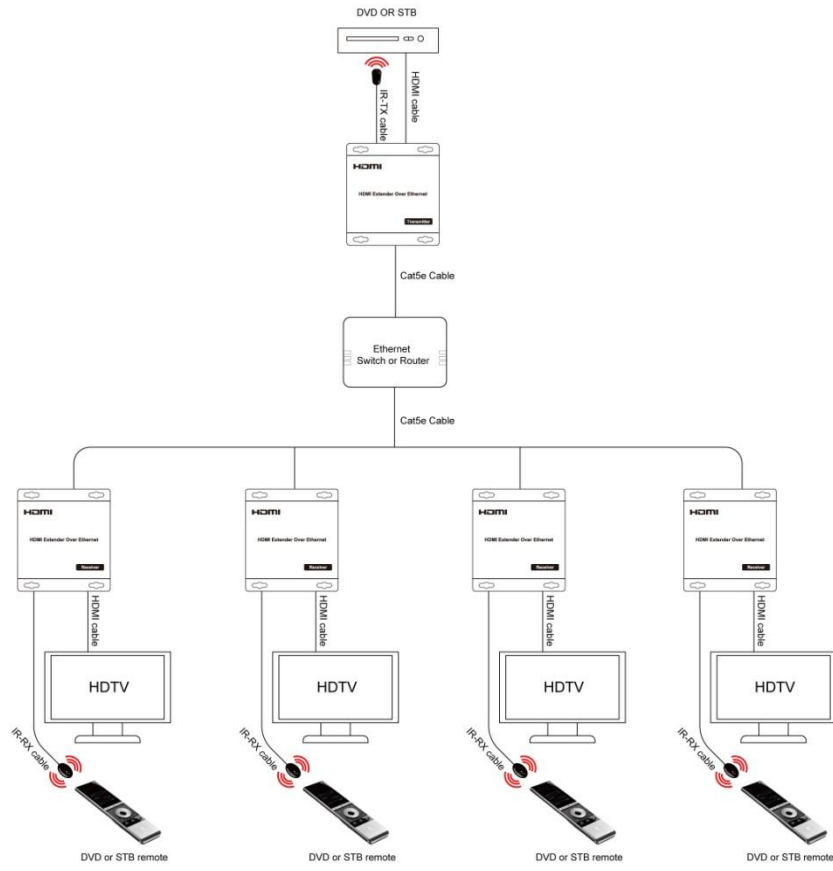 DVD OR STB
IR-TX cable
HDMI cable
HDMI
HDMI Extender Over Ethernet
Transmitter
Cat5e Cable
Ethernet
Switch or Router
Cat5e Cable
HDMI
HDMI Extender Over Ethernet
Receiver
HDMI
HDMI Extender Over Ethernet
Receiver
HDMI
HDMI Extender Over Ethernet
Receiver
HDMI
HDMI Extender Over Ethernet
Receiver
HDMI cable
HDMI cable
HDMI cable
HDMI cable
HDTV
HDTV
HDTV
HDTV
IR-RX cable
IR-RX cable
IR-RX cable
IR-RX cable
DVD or STB remote
DVD or STB remote
DVD or STB remote
DVD or STB remote